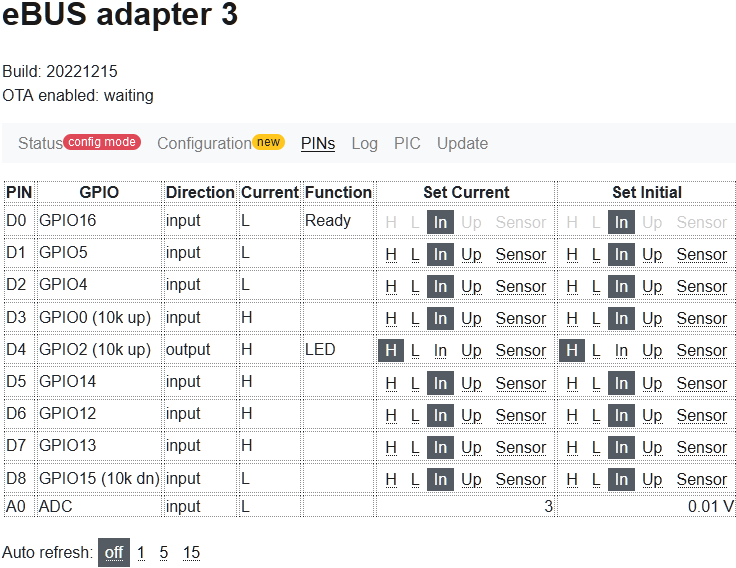 eBUS adapter 3
Build: 20221215
OTA enabled: waiting
Status config mode Configuration new PINs Log PIC Update
PIN GPIO Direction Current Function Set Current Set Initial
D0 GPIO16 input L Ready H L In Up Sensor H L In Up Sensor
D1 GPIO5 input L H L In Up Sensor H L In Up Sensor
D2 GPIO4 input L H L In Up Sensor H L In Up Sensor
D3 GPIO0 (10k up) input H H L In Up Sensor H L In Up Sensor
D4 GPIO2 (10k up) output H LED H L In Up Sensor H L In Up Sensor
D5 GPIO14 input H H L In Up Sensor H L In Up Sensor
D6 GPIO12 input H H L In Up Sensor H L In Up Sensor
D7 GPIO13 input H H L In Up Sensor H L In Up Sensor
D8 GPIO15 (10k dn) input L H L In Up Sensor H L In Up Sensor
A0 ADC input L 3 0.01 V
Auto refresh: off 1 5 15